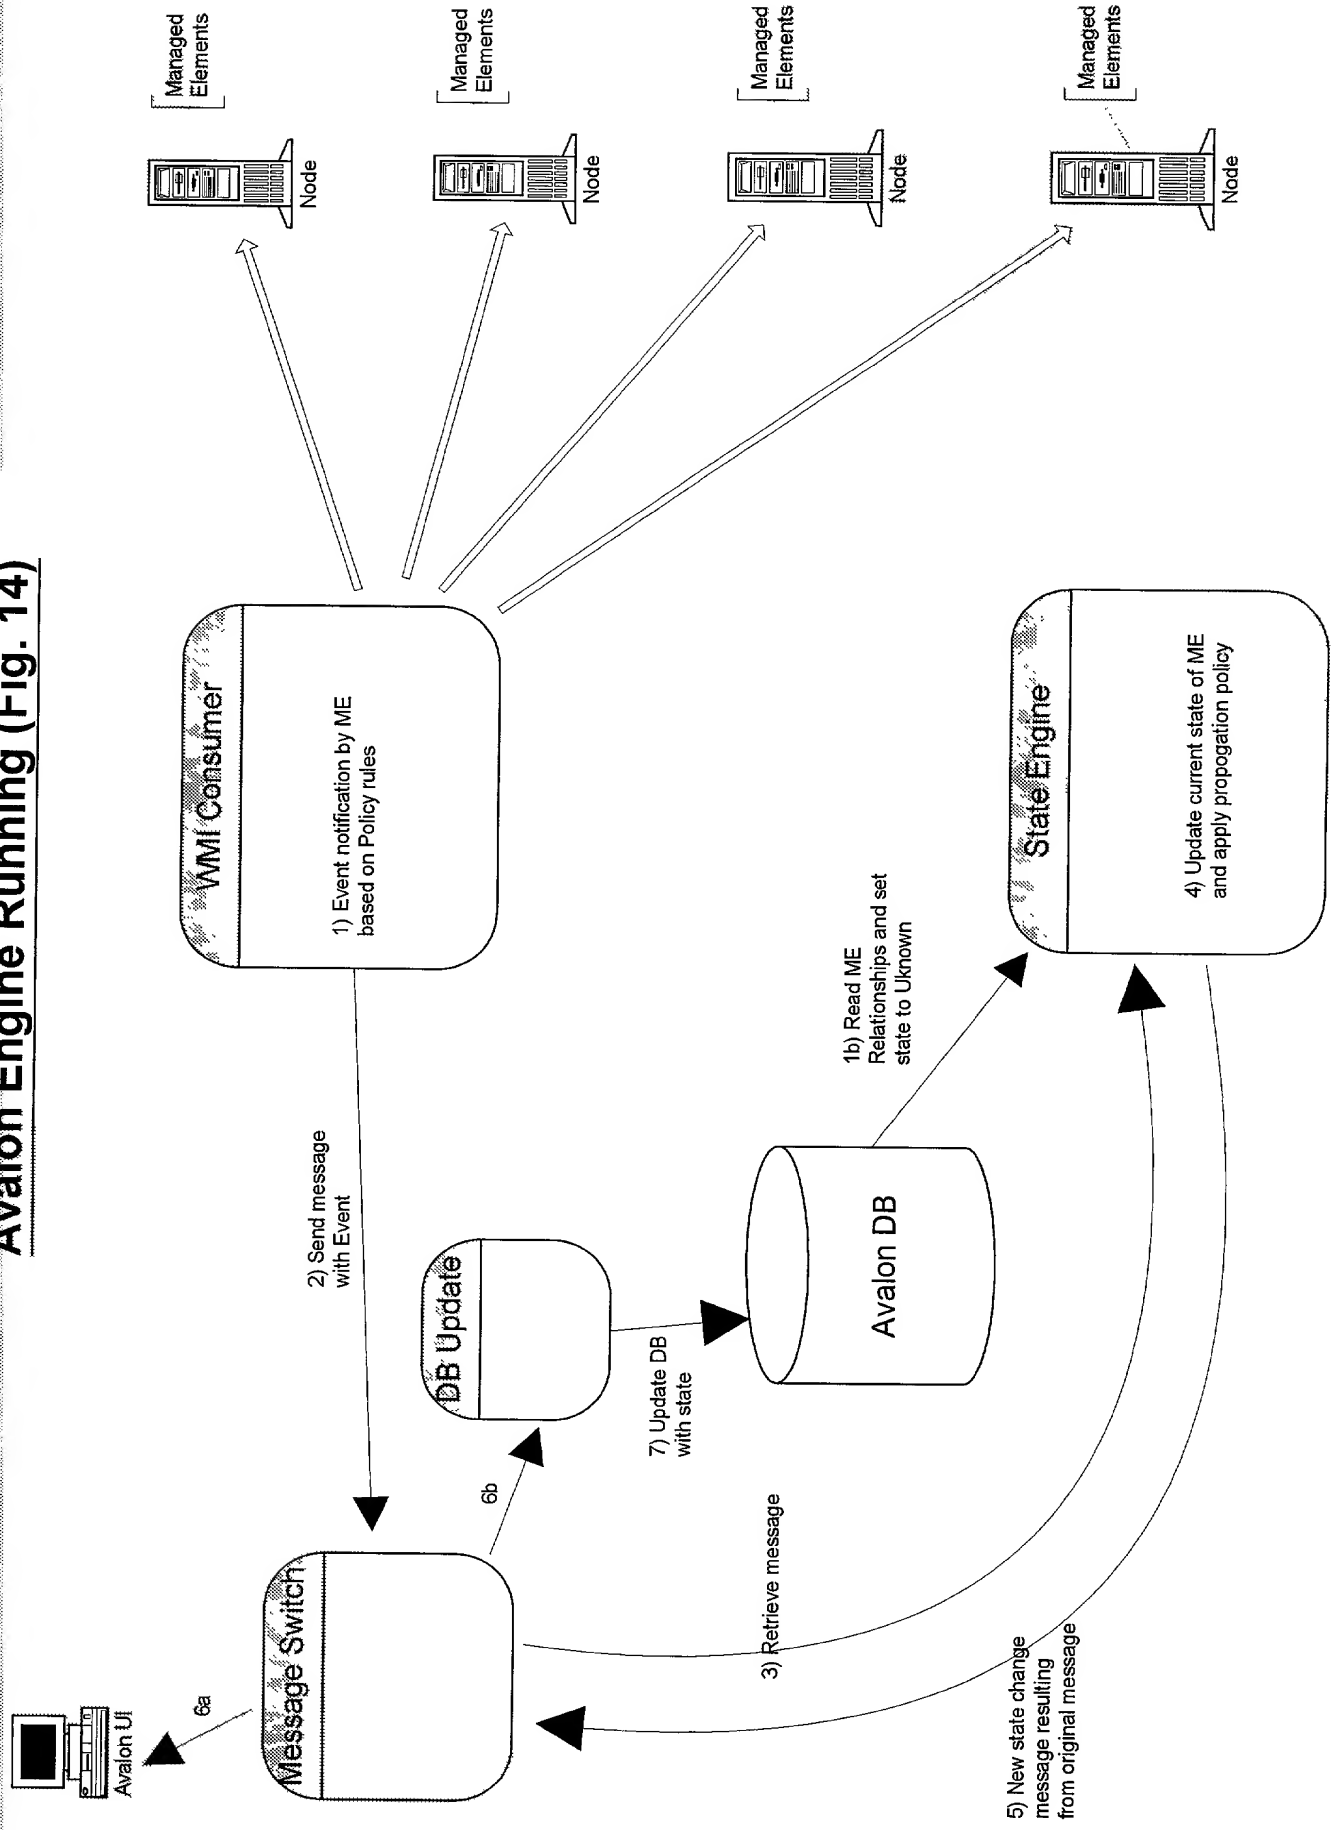 Avalon Engine Running (Fig. 14)
Avalon UI
6a
Message Switch
2) Send message
with Event
WMI Consumer
1) Event notification by ME
based on Policy rules
Node
Managed
Elements
Node
Managed
Elements
Node
Managed
Elements
Node
Managed
Elements
6b
DB Update
7) Update DB
with state
Avalon DB
1b) Read ME
Relationships and set
state to Uknown
3) Retrieve message
State Engine
4) Update current state of ME
and apply propogation policy
5) New state change
message resulting
from original message